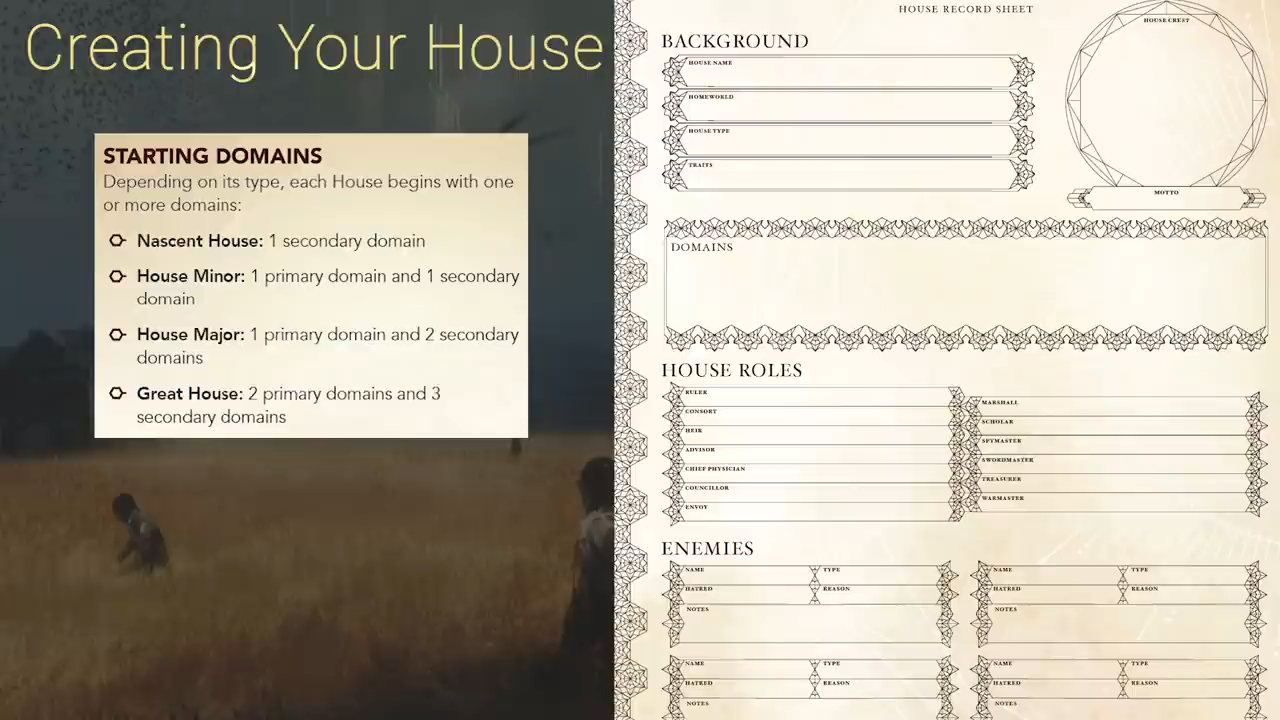 Creating Your House
STARTING DOMAINS
Depending on its type, each House begins with one
or more domains:
Nascent House: 1 secondary domain
House Minor: 1 primary domain and 1 secondary
domain
House Major: 1 primary domain and 2 secondary
domains
Great House: 2 primary domains and 3
secondary domains
HOUSE RECORD SHEET
BACKGROUND
HOUSE NAME
HOMEWORLD
HOUSE TYPE
TRAITS
HOUSE CREST
MOTTO
DOMAINS
HOUSE ROLES
RULER
CONSORT
HEIR
ADVISOR
CHIEF PHYSICIAN
COUNCILLOR
ENVOY
MARSHALL
SCHOLAR
SPYMASTER
SWORDMASTER
TREASURER
WARMASTER
ENEMIES
NAME TYPE
HATRED REASON
NOTES
NAME TYPE
HATRED REASON
NOTES
NAME TYPE
HATRED REASON
NOTES
NAME TYPE
HATRED REASON
NOTES